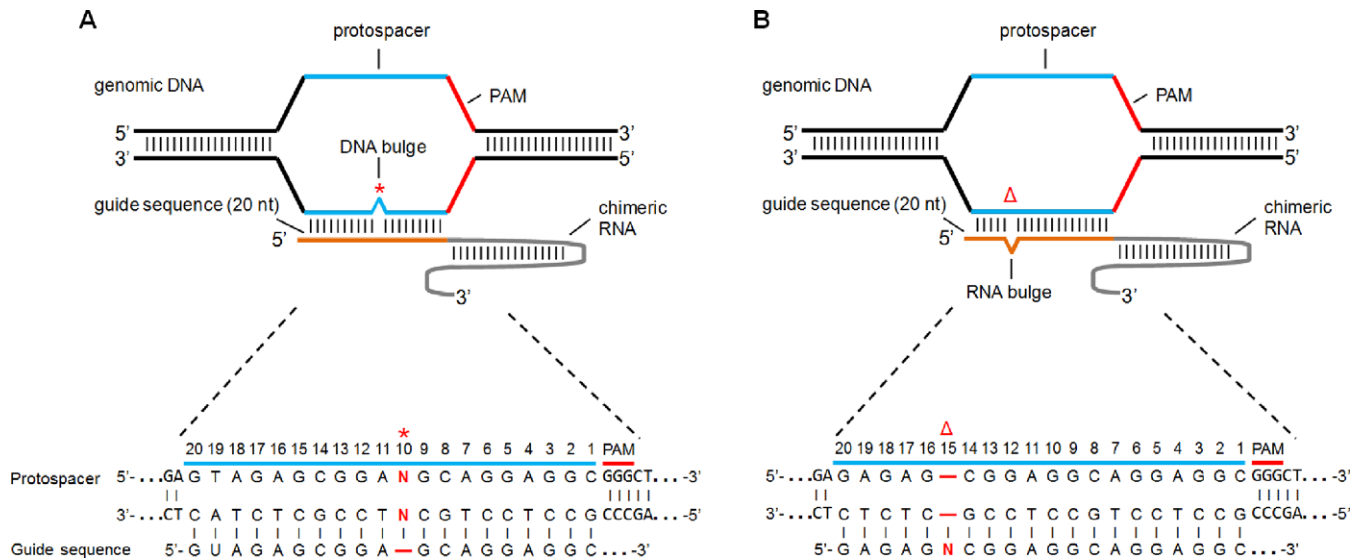 A
protospacer
genomic DNA
PAM
5’
3’
3’
5’
DNA bulge
*
guide sequence (20 nt)
5’
chimeric
RNA
3’
*
20 19 18 17 16 15 14 13 12 11 10 9 8 7 6 5 4 3 2 1 PAM
Protospacer 5’-...GA G T A G A G C G G A N G C A G G A G G C GGGCT...-3’
3’-...CT C A T C T C G C C T N C G T C C T C C G CCCGA...-5’
Guide sequence 5’- G U A G A G C G G A — G C A G G A G G C ...-3’
B
protospacer
genomic DNA
PAM
5’
3’
3’
5’
Δ
guide sequence (20 nt)
5’
chimeric
RNA
RNA bulge
3’
Δ
20 19 18 17 16 15 14 13 12 11 10 9 8 7 6 5 4 3 2 1 PAM
5’-...GA G A G A G — C G G A G G C A G G A G G C GGGCT...-3’
3’-...CT C T C T C — G C C T C C G T C C T C C G CCCGA...-5’
5’- G A G A G N C G G A G G C A G G A G G C ...-3’